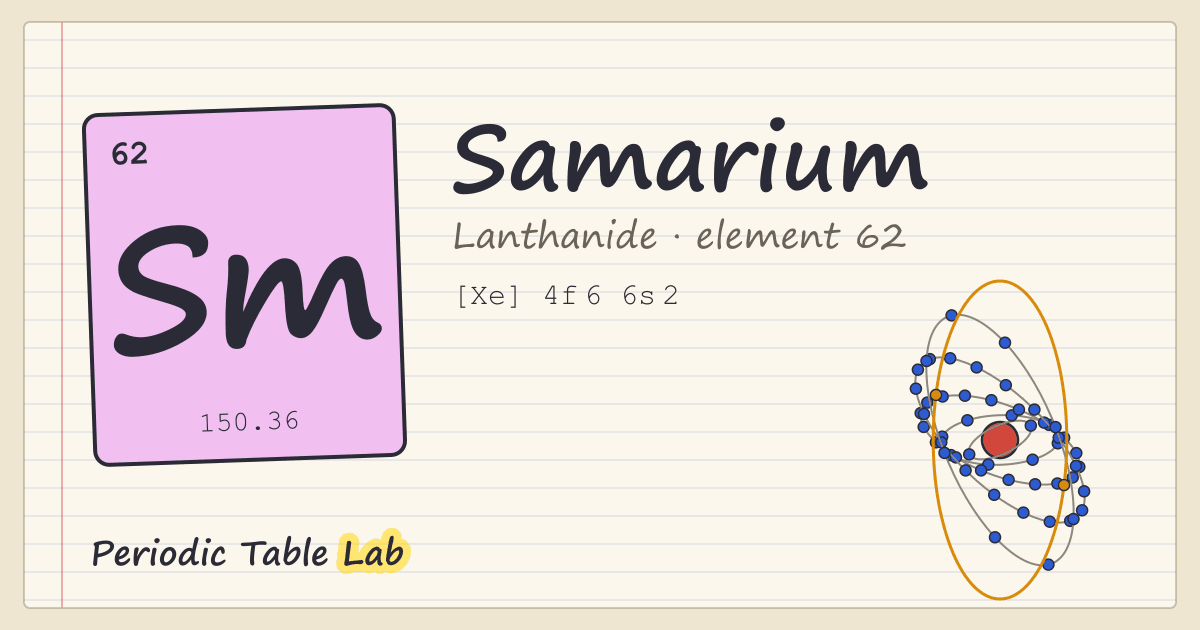 62
Sm
150.36
Samarium
Lanthanide · element 62
[Xe] 4f6 6s2
Periodic Table Lab